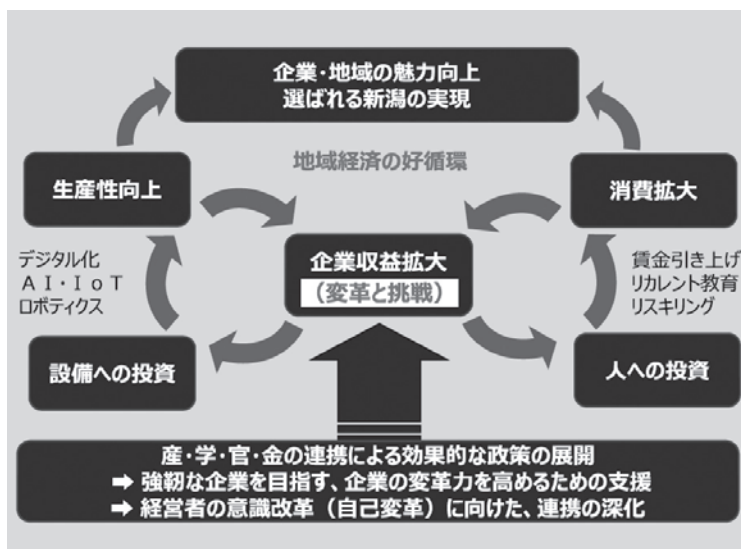 企業・地域の魅力向上
選ばれる新潟の実現
地域経済の好循環
生産性向上
消費拡大
デジタル化
ＡＩ・ＩｏＴ
ロボティクス
企業収益拡大
（変革と挑戦）
賃金引き上げ
リカレント教育
リスキリング
設備への投資
人への投資
産・学・官・金の連携による効果的な政策の展開
➡ 強靭な企業を目指す、企業の変革力を高めるための支援
➡ 経営者の意識改革（自己変革）に向けた、連携の深化